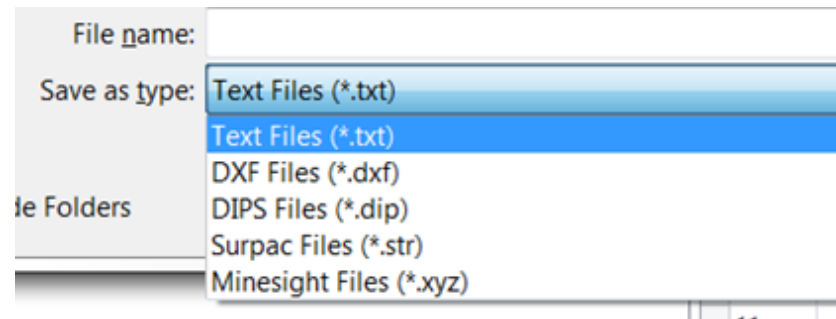 File name:
Save as type: Text Files (*.txt)
Text Files (*.txt)
DXF Files (*.dxf)
de Folders
DIPS Files (*.dip)
Surpac Files (*.str)
Minesight Files (*.xyz)